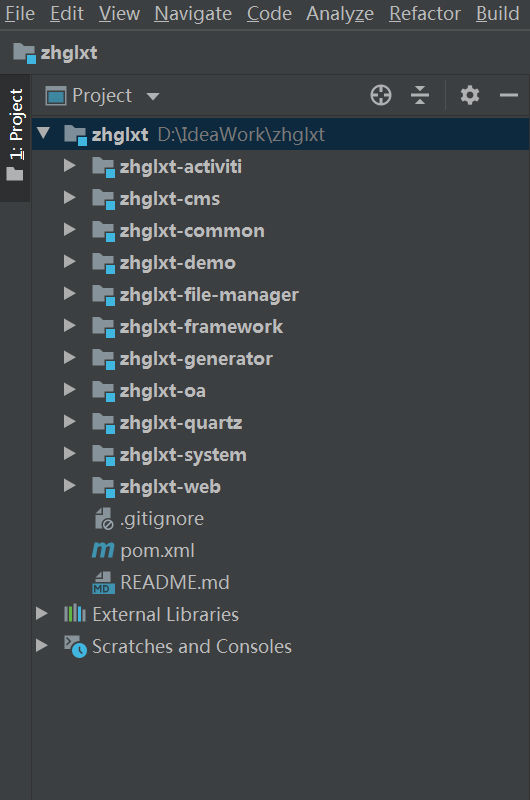 File Edit View Navigate Code Analyze Refactor Build
zhglxt
1: Project
Project
zhglxt D:\IdeaWork\zhglxt
zhglxt-activiti
zhglxt-cms
zhglxt-common
zhglxt-demo
zhglxt-file-manager
zhglxt-framework
zhglxt-generator
zhglxt-oa
zhglxt-quartz
zhglxt-system
zhglxt-web
.gitignore
m pom.xml
MD README.md
External Libraries
Scratches and Consoles